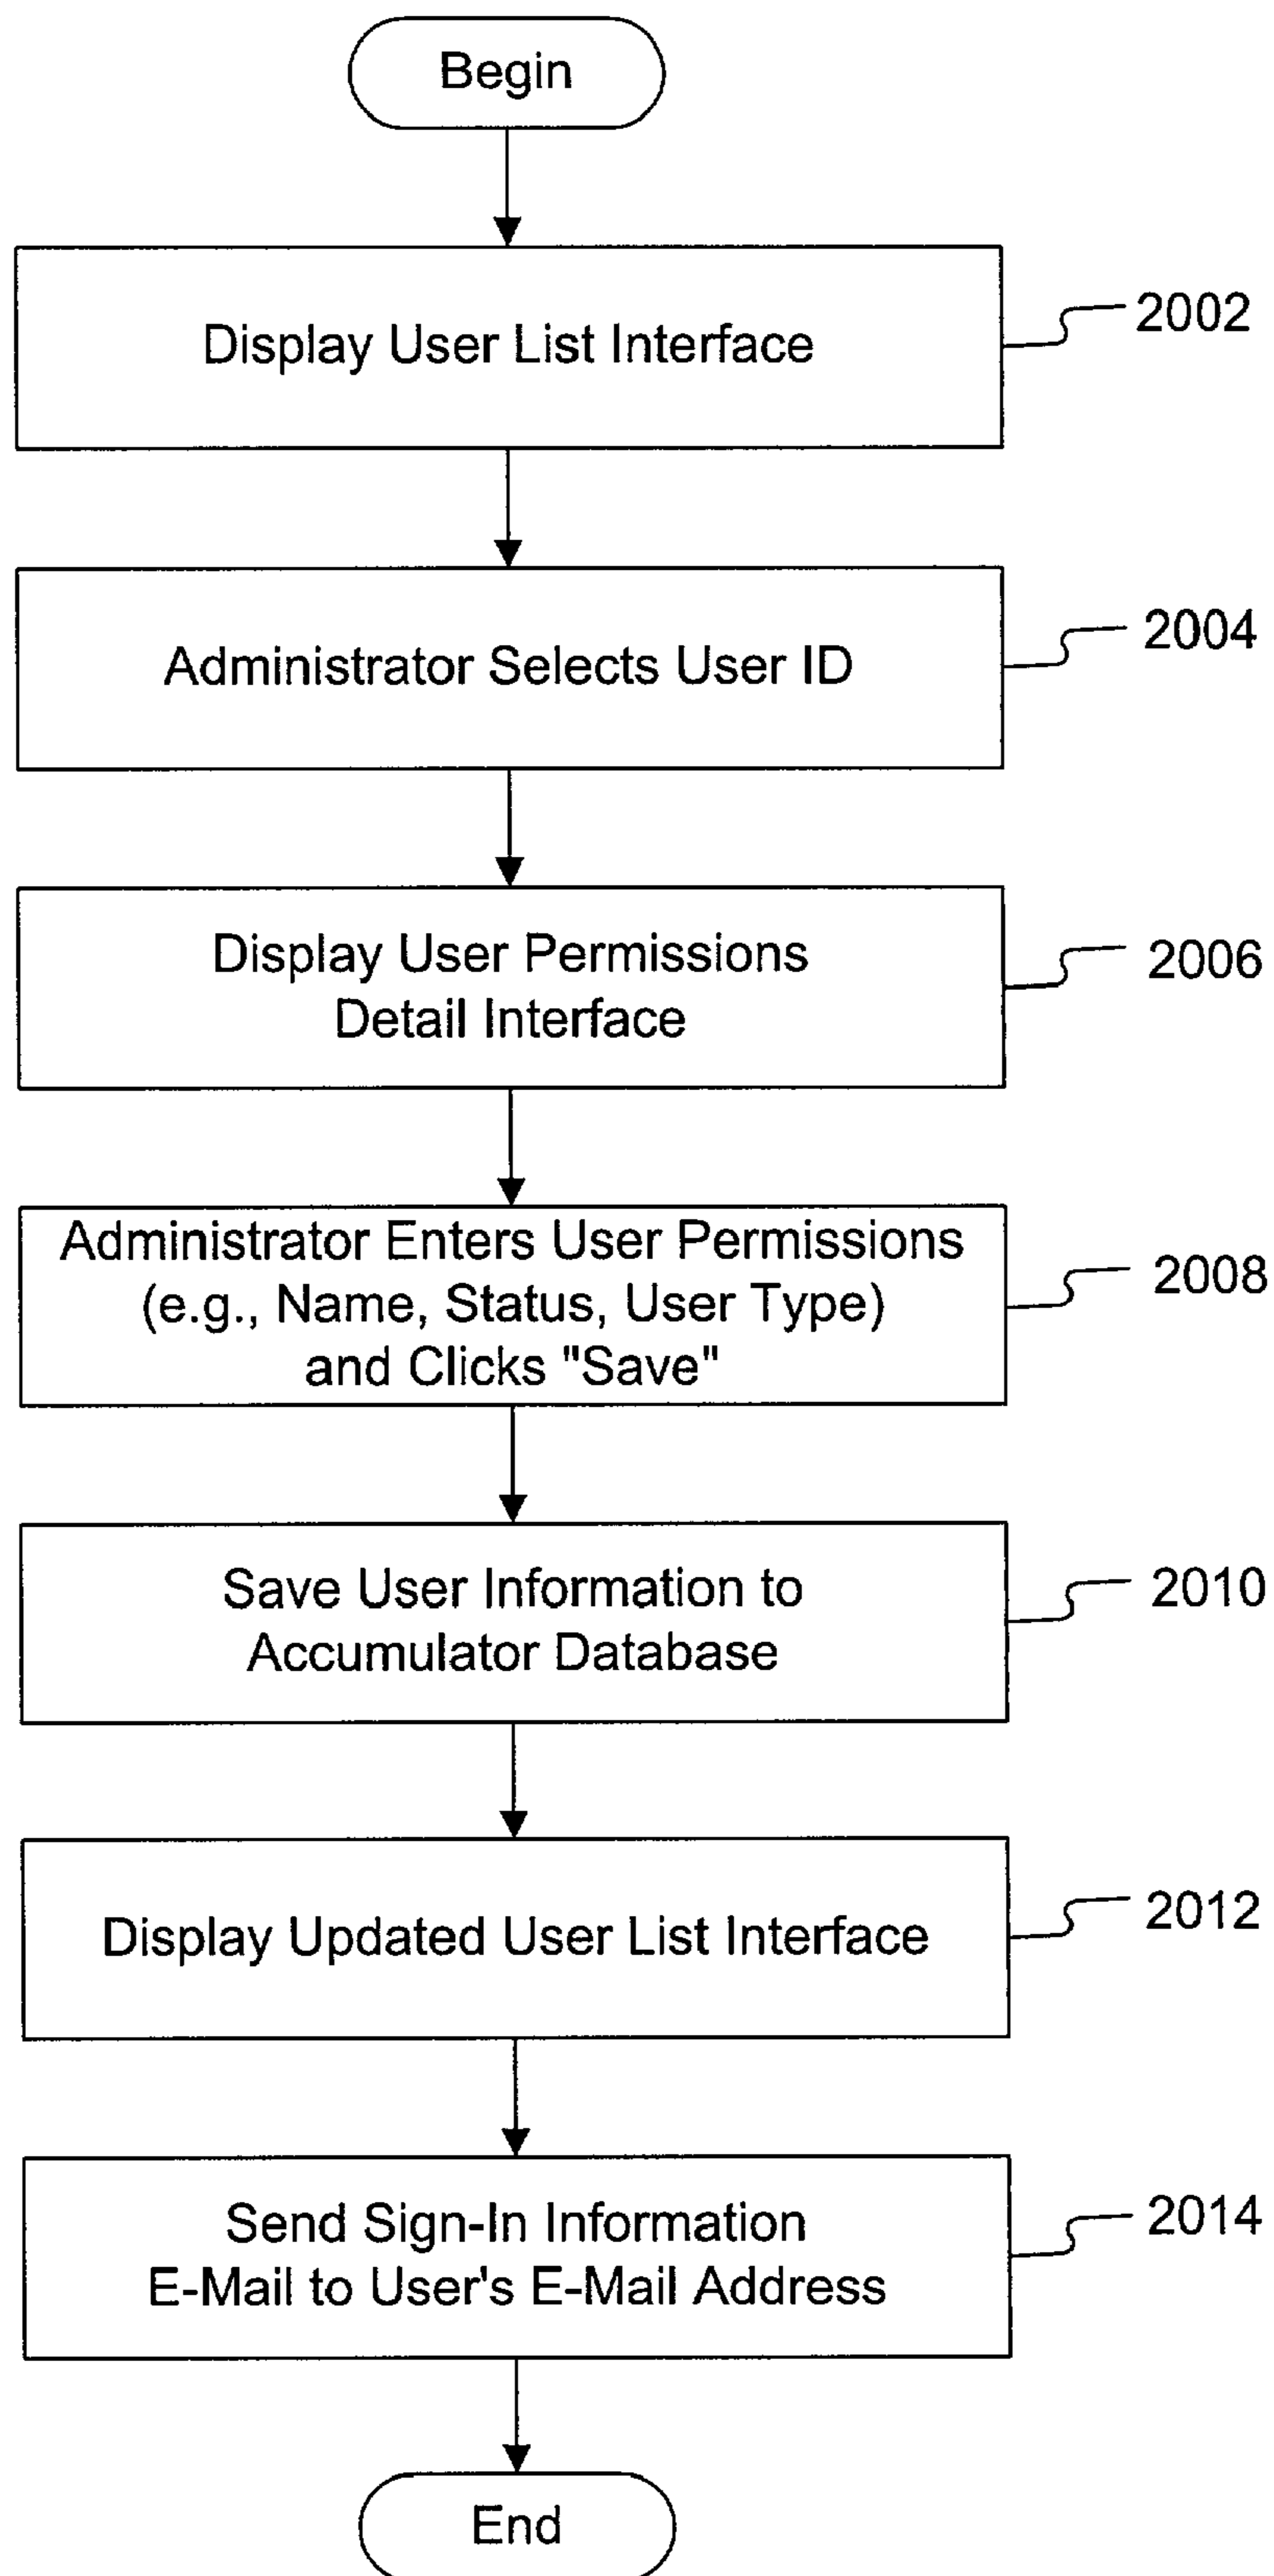 Begin
Display User List Interface
2002
Administrator Selects User ID
2004
Display User Permissions
Detail Interface
2006
Administrator Enters User Permissions
(e.g., Name, Status, User Type)
and Clicks "Save"
2008
Save User Information to
Accumulator Database
2010
Display Updated User List Interface
2012
Send Sign-In Information
E-Mail to User's E-Mail Address
2014
End